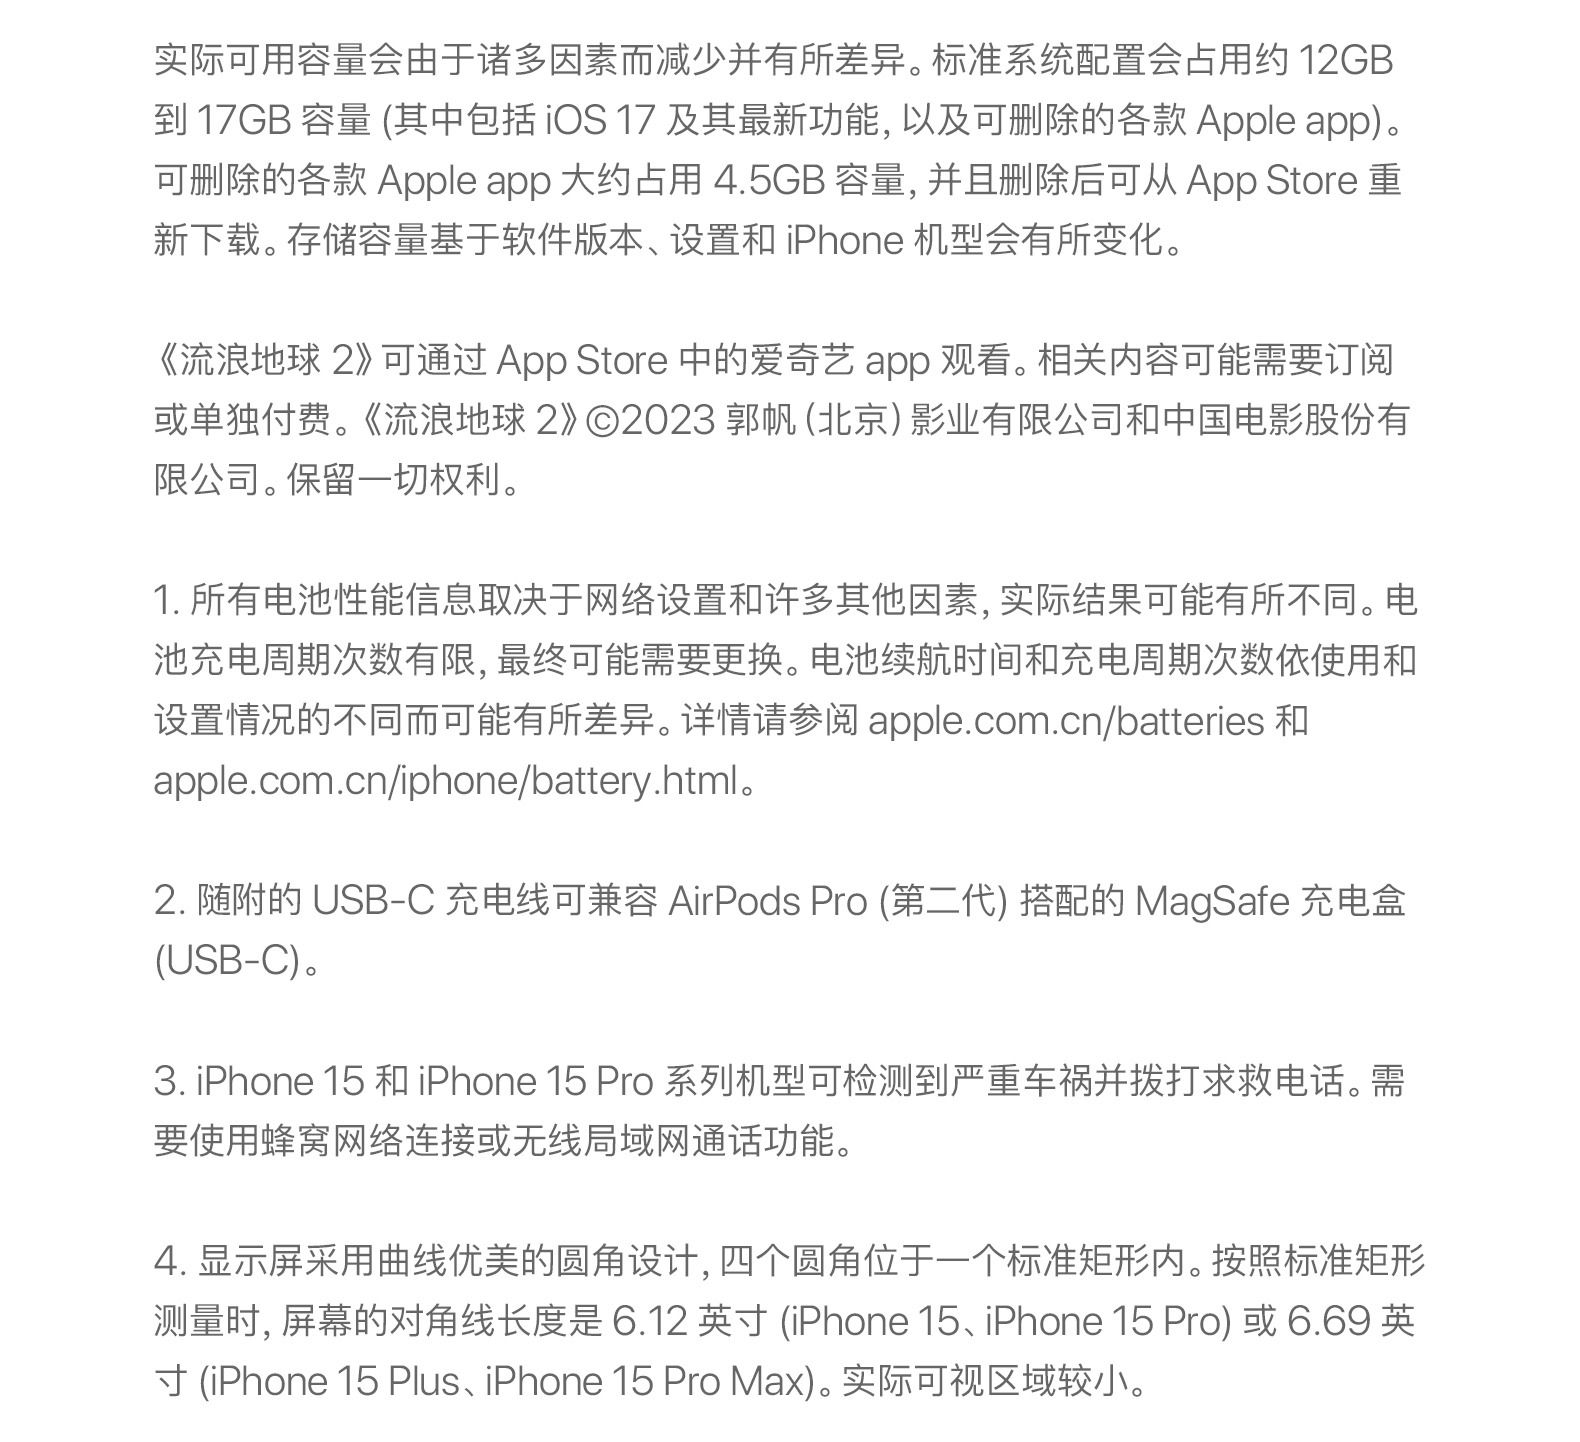 实际可用容量会由于诸多因素而减少并有所差异。标准系统配置会占用约 12GB
到 17GB 容量 (其中包括 iOS 17 及其最新功能, 以及可删除的各款 Apple app)。
可删除的各款 Apple app 大约占用 4.5GB 容量, 并且删除后可从 App Store 重
新下载。存储容量基于软件版本、设置和 iPhone 机型会有所变化。
《流浪地球 2》可通过 App Store 中的爱奇艺 app 观看。相关内容可能需要订阅
或单独付费。《流浪地球 2》©2023 郭帆 (北京) 影业有限公司和中国电影股份有
限公司。保留一切权利。
1. 所有电池性能信息取决于网络设置和许多其他因素, 实际结果可能有所不同。电
池充电周期次数有限, 最终可能需要更换。电池续航时间和充电周期次数依使用和
设置情况的不同而可能有所差异。详情请参阅 apple.com.cn/batteries 和
apple.com.cn/iphone/battery.html。
2. 随附的 USB-C 充电线可兼容 AirPods Pro (第二代) 搭配的 MagSafe 充电盒
(USB-C)。
3. iPhone 15 和 iPhone 15 Pro 系列机型可检测到严重车祸并拨打求救电话。需
要使用蜂窝网络连接或无线局域网通话功能。
4. 显示屏采用曲线优美的圆角设计, 四个圆角位于一个标准矩形内。按照标准矩形
测量时, 屏幕的对角线长度是 6.12 英寸 (iPhone 15、iPhone 15 Pro) 或 6.69 英
寸 (iPhone 15 Plus、iPhone 15 Pro Max)。实际可视区域较小。